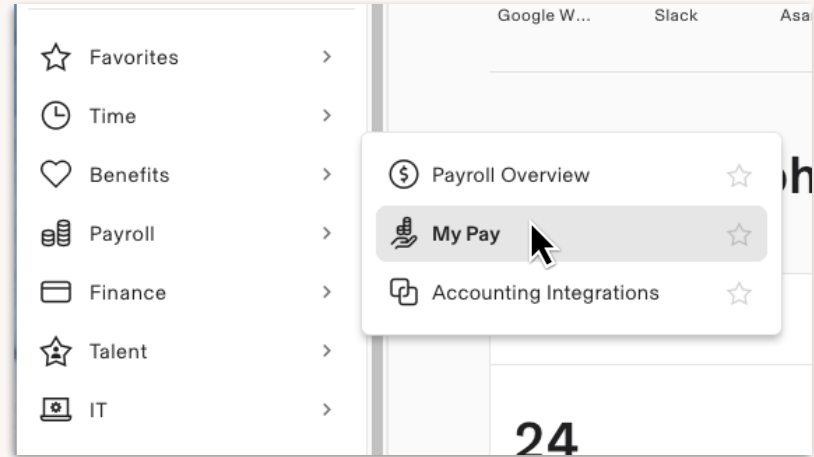 Google W...
Slack
Favorites
Time
Benefits
Payroll
Finance
Talent
IT
Payroll Overview
My Pay
Accounting Integrations
24